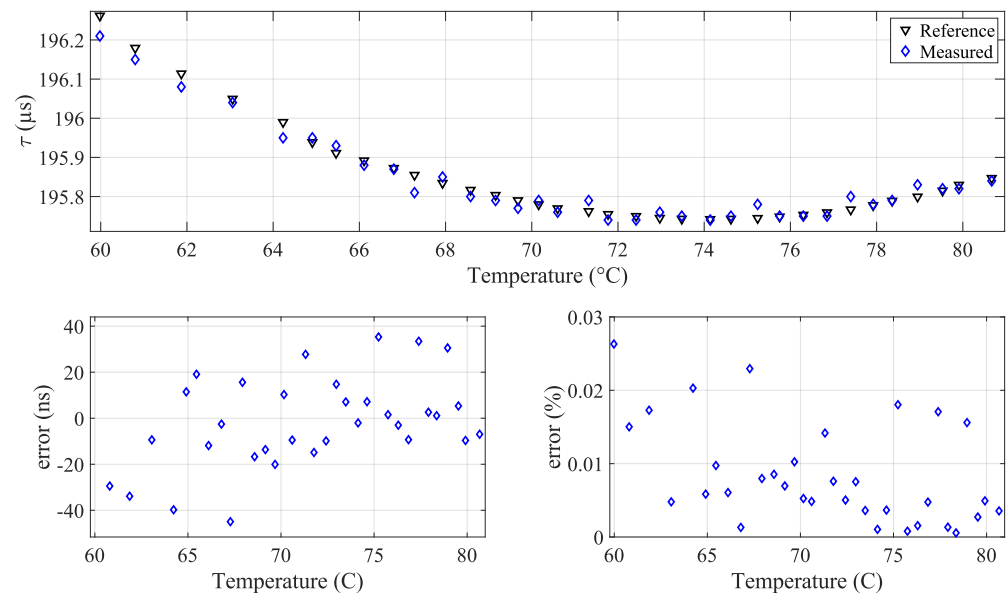 196.2
196.1
196
195.9
195.8
τ (μs)
Reference
Measured
60 62 64 66 68 70 72 74 76 78 80
Temperature (°C)
40
20
0
-20
-40
error (ns)
60 65 70 75 80
Temperature (C)
0.03
0.02
0.01
0
error (%)
60 65 70 75 80
Temperature (C)